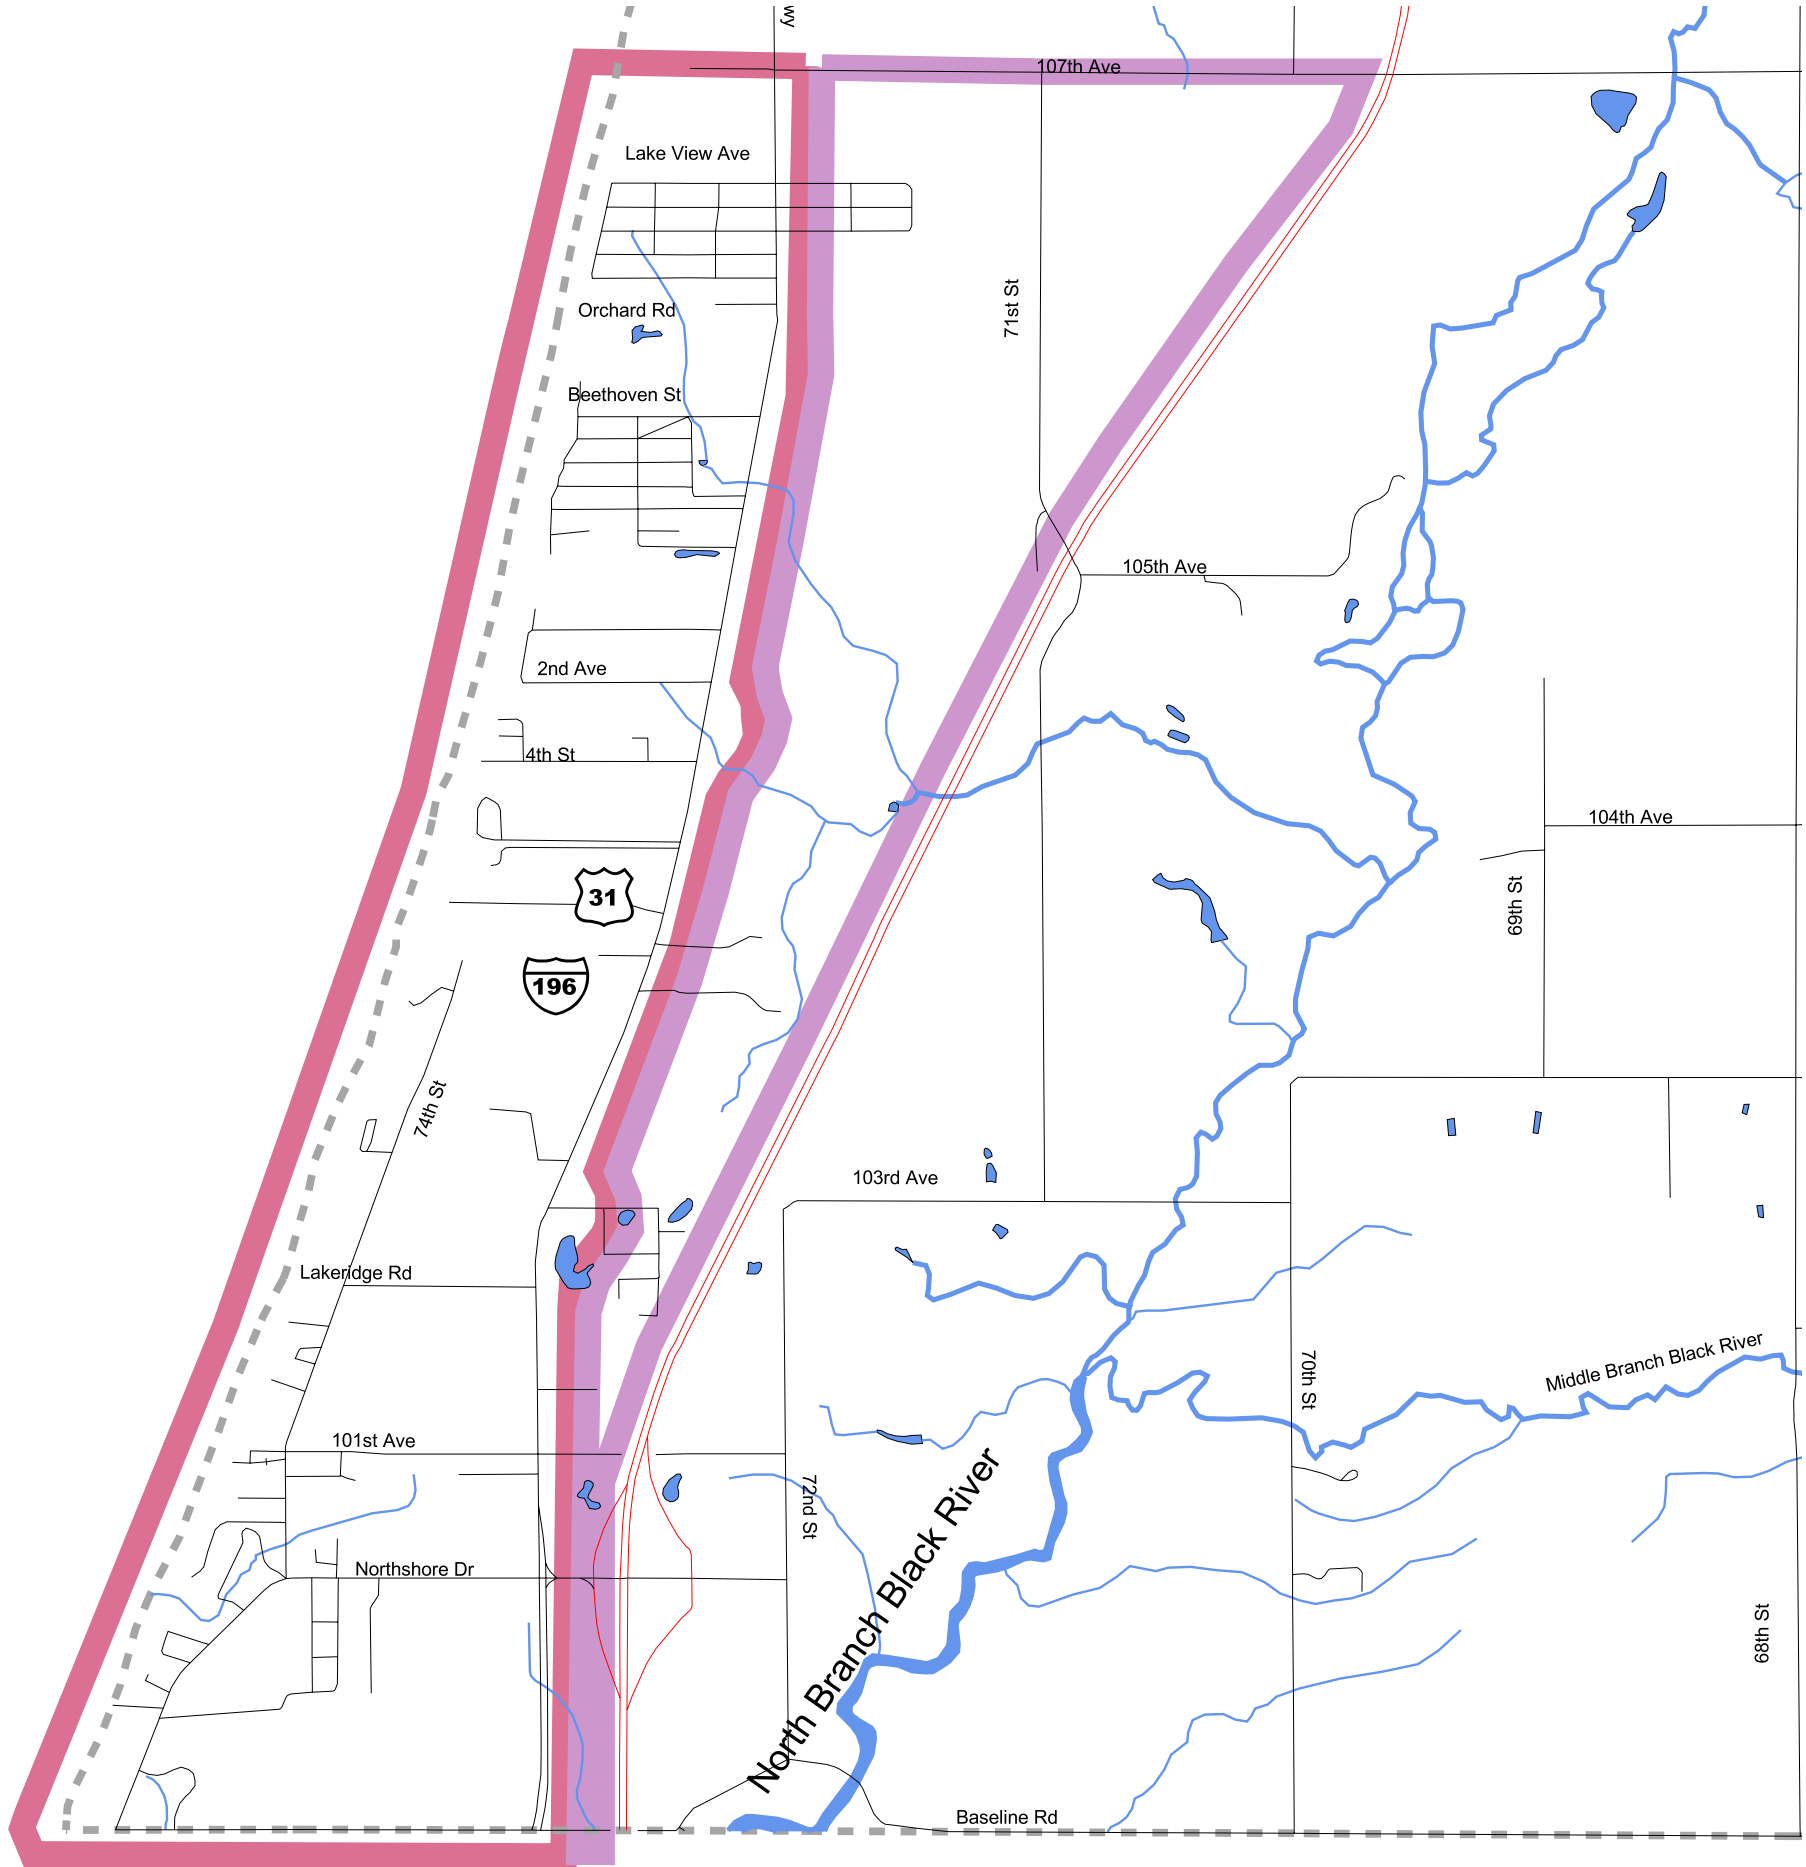 wy
107th Ave
Lake View Ave
Orchard Rd
71st St
Beethoven St
105th Ave
2nd Ave
4th St
104th Ave
31
69th St
196
74th St
103rd Ave
Lakeridge Rd
Middle Branch Black River
70th St
101st Ave
72nd St
North Branch Black River
Northshore Dr
68th St
Baseline Rd